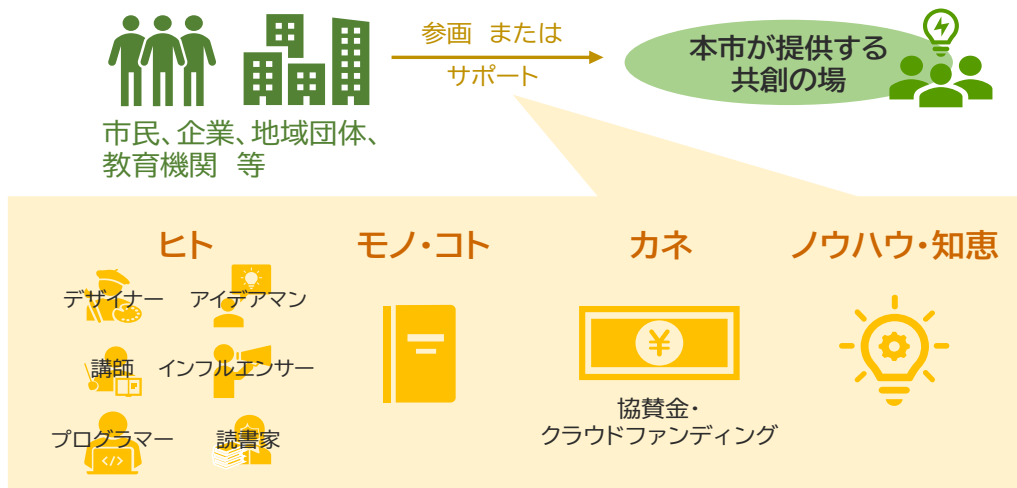 参画 または
サポート
本市が提供する
共創の場
市民、企業、地域団体、
教育機関 等
ヒト
モノ・コト
カネ
ノウハウ・知恵
デザイナー
アイデアマン
講師
インフルエンサー
プログラマー
読書家
</>
¥
協賛金・
クラウドファンディング